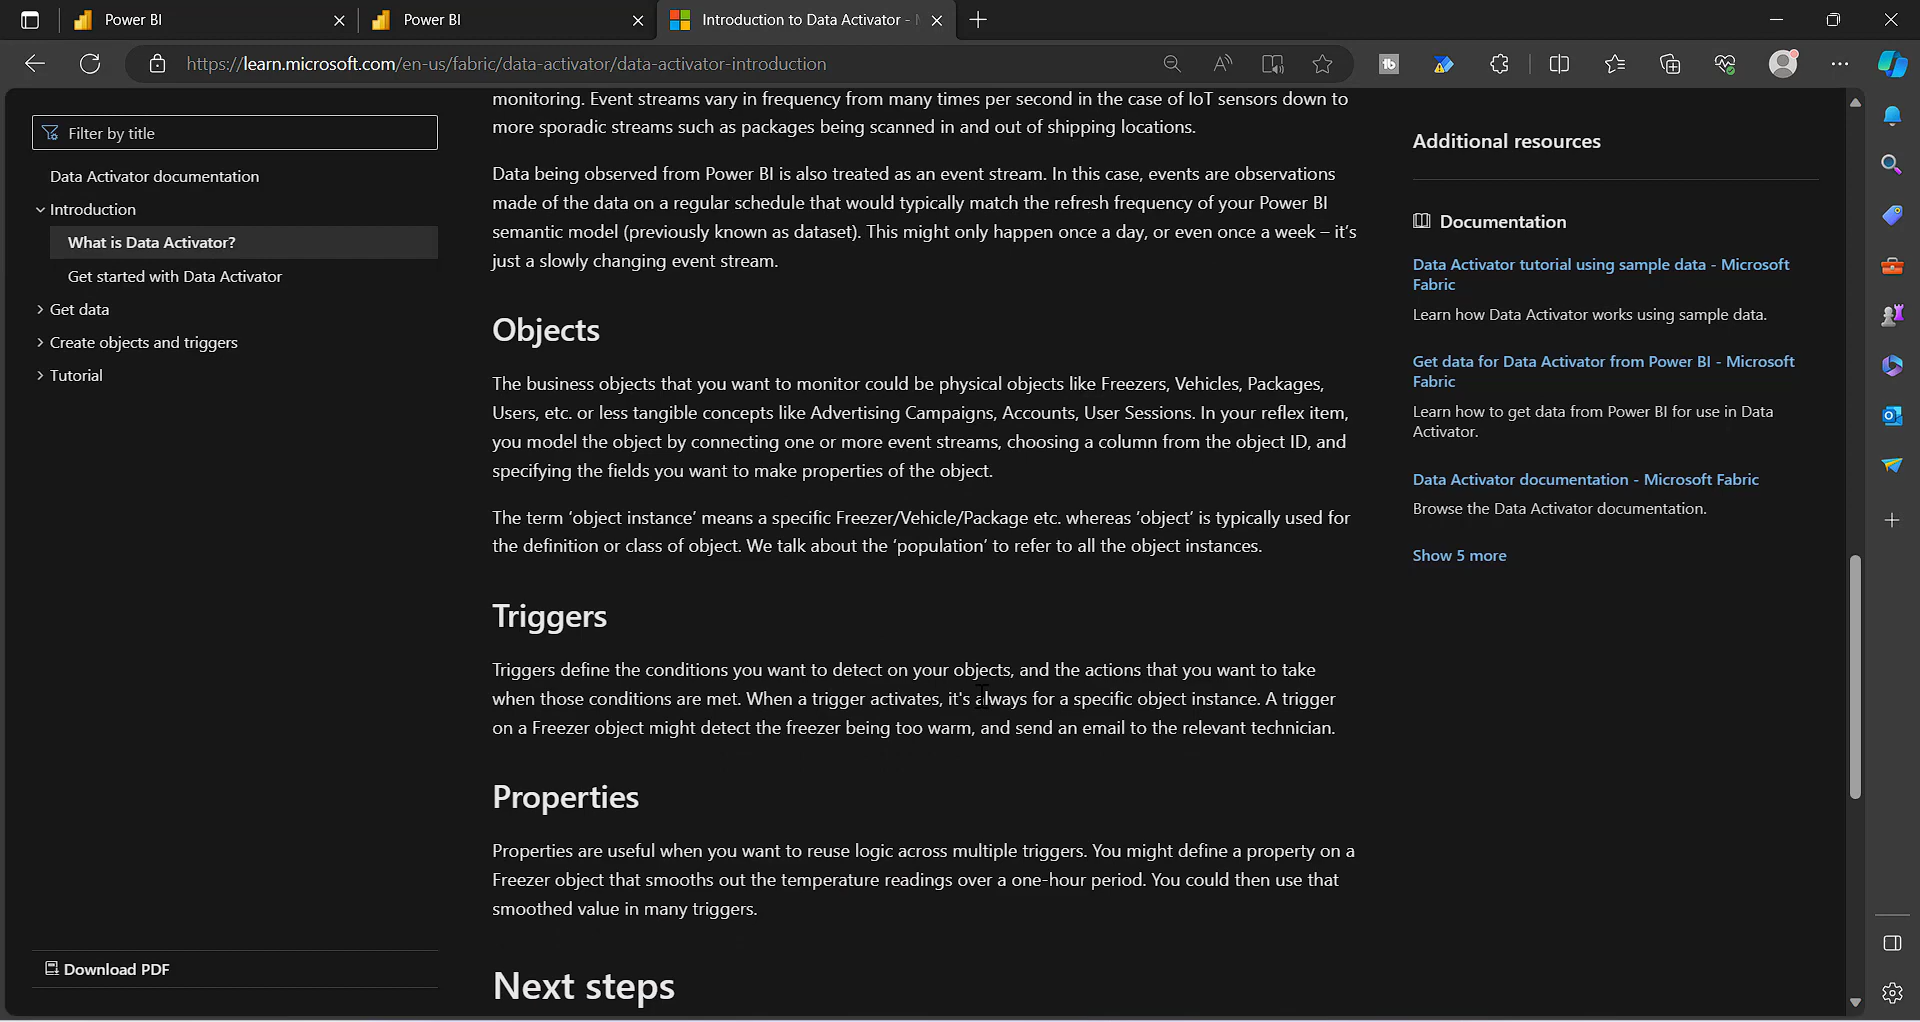 Power BI
Power BI
Introduction to Data Activator -
https://learn.microsoft.com/en-us/fabric/data-activator/data-activator-introduction
Filter by title
Data Activator documentation
Introduction
What is Data Activator?
Get started with Data Activator
Get data
Create objects and triggers
Tutorial
Download PDF
monitoring. Event streams vary in frequency from many times per second in the case of IoT sensors down to
more sporadic streams such as packages being scanned in and out of shipping locations.
Data being observed from Power BI is also treated as an event stream. In this case, events are observations
made of the data on a regular schedule that would typically match the refresh frequency of your Power BI
semantic model (previously known as dataset). This might only happen once a day, or even once a week – it's
just a slowly changing event stream.
Objects
The business objects that you want to monitor could be physical objects like Freezers, Vehicles, Packages,
Users, etc. or less tangible concepts like Advertising Campaigns, Accounts, User Sessions. In your reflex item,
you model the object by connecting one or more event streams, choosing a column from the object ID, and
specifying the fields you want to make properties of the object.
The term 'object instance' means a specific Freezer/Vehicle/Package etc. whereas 'object' is typically used for
the definition or class of object. We talk about the 'population' to refer to all the object instances.
Triggers
Triggers define the conditions you want to detect on your objects, and the actions that you want to take
when those conditions are met. When a trigger activates, it's always for a specific object instance. A trigger
on a Freezer object might detect the freezer being too warm, and send an email to the relevant technician.
Properties
Properties are useful when you want to reuse logic across multiple triggers. You might define a property on a
Freezer object that smooths out the temperature readings over a one-hour period. You could then use that
smoothed value in many triggers.
Next steps
Additional resources
Documentation
Data Activator tutorial using sample data - Microsoft
Fabric
Learn how Data Activator works using sample data.
Get data for Data Activator from Power BI - Microsoft
Fabric
Learn how to get data from Power BI for use in Data
Activator.
Data Activator documentation - Microsoft Fabric
Browse the Data Activator documentation.
Show 5 more